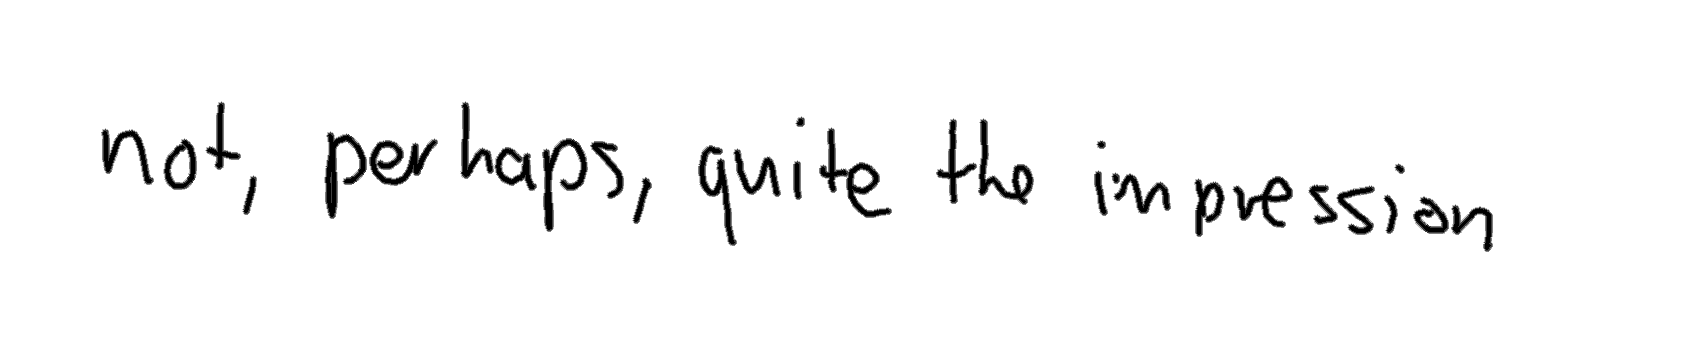 not, perhaps, quite the impression